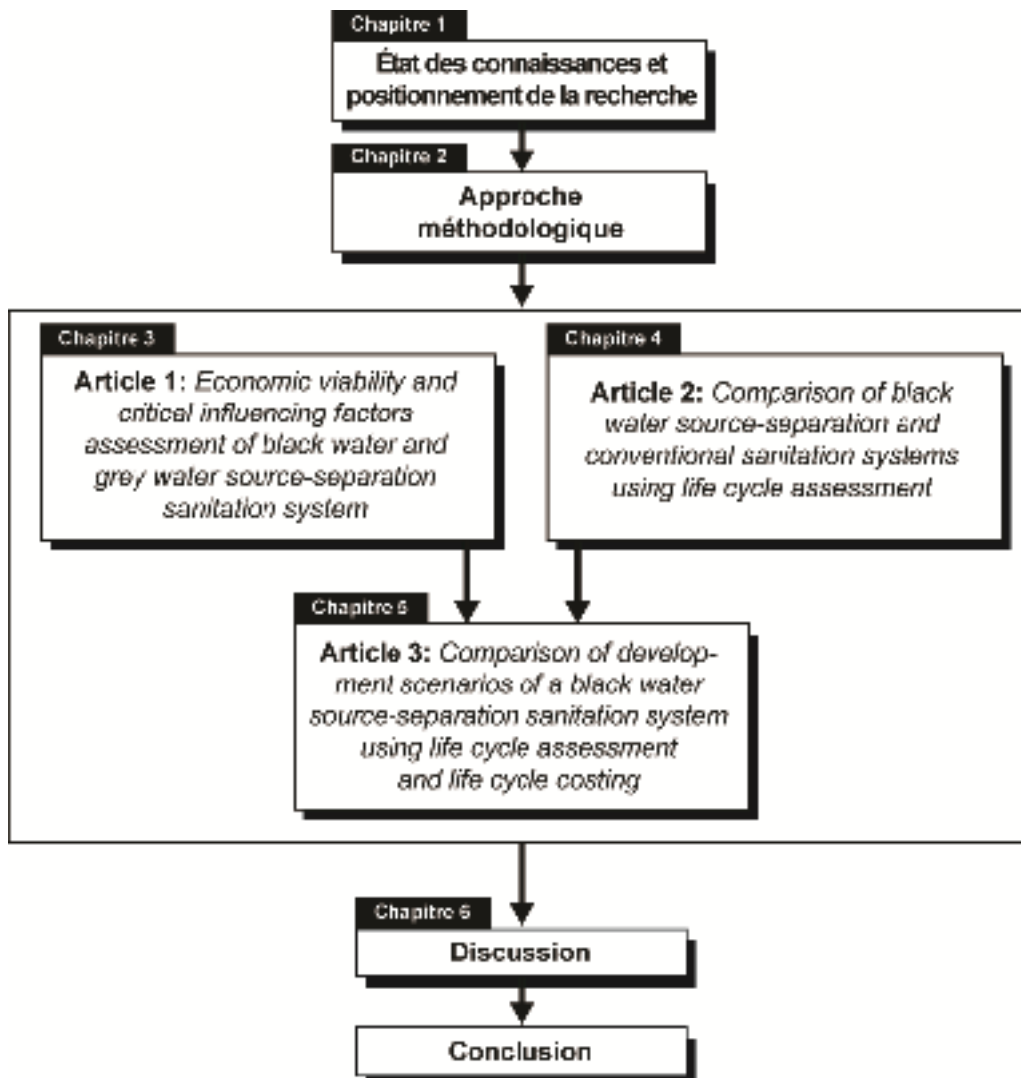 Chapitre 1
État des connaissances et
positionnement de la recherche
Chapitre 2
Approche
méthodologique
Chapitre 3
Article 1: Economic viability and
critical influencing factors
assessment of black water and
grey water source-separation
sanitation system
Chapitre 4
Article 2: Comparison of black
water source-separation and
conventional sanitation systems
using life cycle assessment
Chapitre 5
Article 3: Comparison of develop-
ment scenarios of a black water
source-separation sanitation system
using life cycle assessment
and life cycle costing
Chapitre 6
Discussion
Conclusion